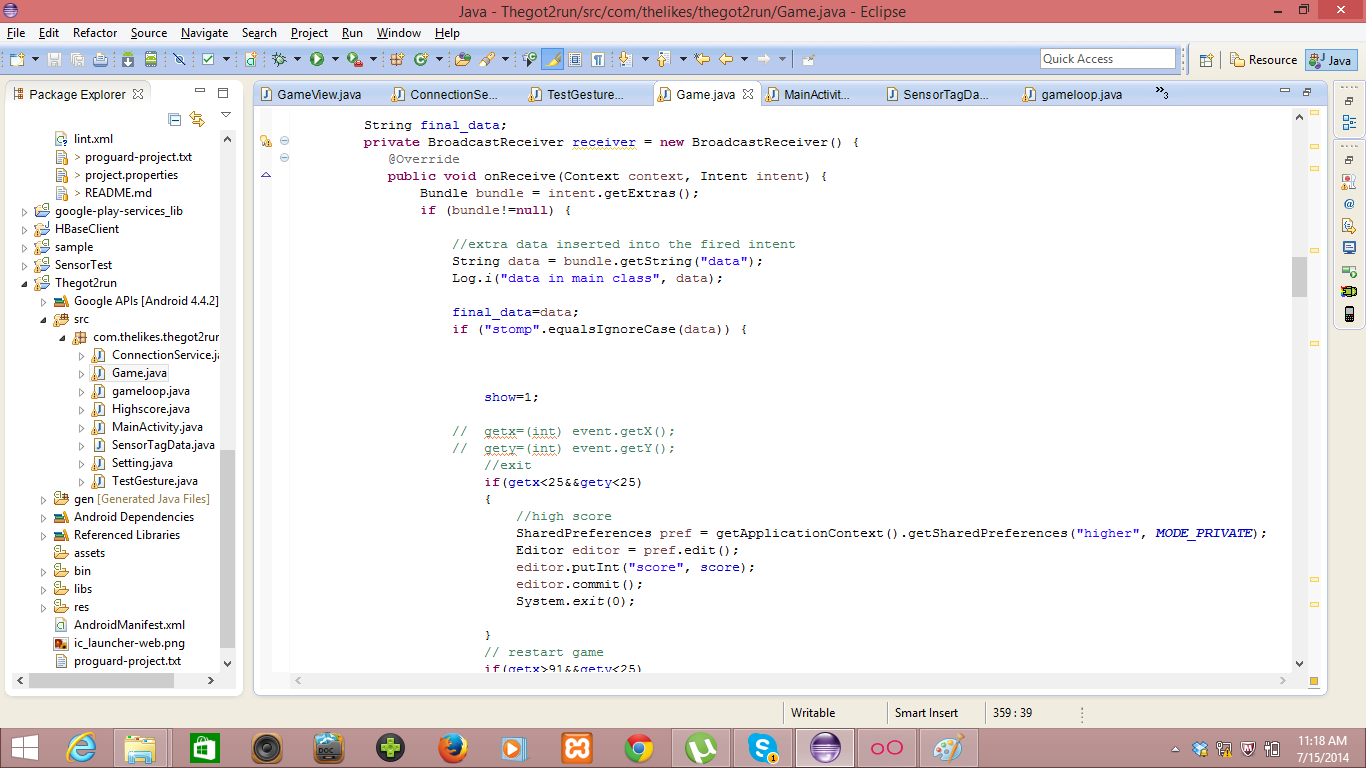 Java - Thegot2run/src/com/thelikes/thegot2run/Game.java - Eclipse
File Edit Refactor Source Navigate Search Project Run Window Help
Quick Access
Resource
Java
Package Explorer
GameView.java
ConnectionSe...
TestGesture...
Game.java
MainActivit...
SensorTagDa...
gameloop.java
»3
lint.xml
> proguard-project.txt
> project.properties
> README.md
google-play-services_lib
HBaseClient
sample
SensorTest
Thegot2run
Google APIs [Android 4.4.2]
src
com.thelikes.thegot2run
ConnectionService.ja
Game.java
gameloop.java
Highscore.java
MainActivity.java
SensorTagData.java
Setting.java
TestGesture.java
gen [Generated Java Files]
Android Dependencies
Referenced Libraries
assets
bin
libs
res
AndroidManifest.xml
ic_launcher-web.png
proguard-project.txt
String final_data;
private BroadcastReceiver receiver = new BroadcastReceiver() {
@Override
public void onReceive(Context context, Intent intent) {
Bundle bundle = intent.getExtras();
if (bundle!=null) {
//extra data inserted into the fired intent
String data = bundle.getString("data");
Log.i("data in main class", data);
final_data=data;
if ("stomp".equalsIgnoreCase(data)) {
show=1;
// getx=(int) event.getX();
// gety=(int) event.getY();
//exit
if(getx<25&&gety<25)
{
//high score
SharedPreferences pref = getApplicationContext().getSharedPreferences("higher", MODE_PRIVATE);
Editor editor = pref.edit();
editor.putInt("score", score);
editor.commit();
System.exit(0);
}
// restart game
if(getx>91&&gety<25)
Writable
Smart Insert
359 : 39
DOC
1
11:18 AM
7/15/2014